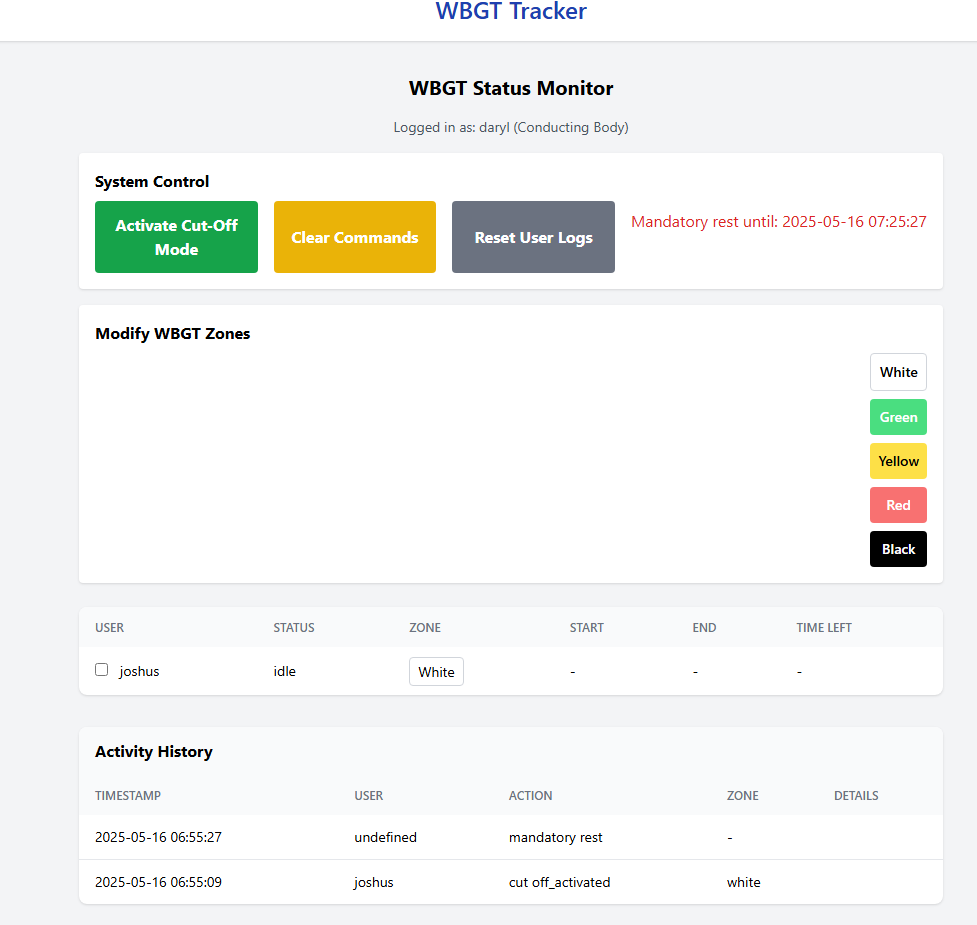 WBGT Tracker
WBGT Status Monitor
Logged in as: daryl (Conducting Body)
System Control
Activate Cut-Off
Mode
Clear Commands
Reset User Logs
Mandatory rest until: 2025-05-16 07:25:27
Modify WBGT Zones
White
Green
Yellow
Red
Black
USER STATUS ZONE START END TIME LEFT
joshus idle White - - -
Activity History
TIMESTAMP USER ACTION ZONE DETAILS
2025-05-16 06:55:27 undefined mandatory rest -
2025-05-16 06:55:09 joshus cut off_activated white